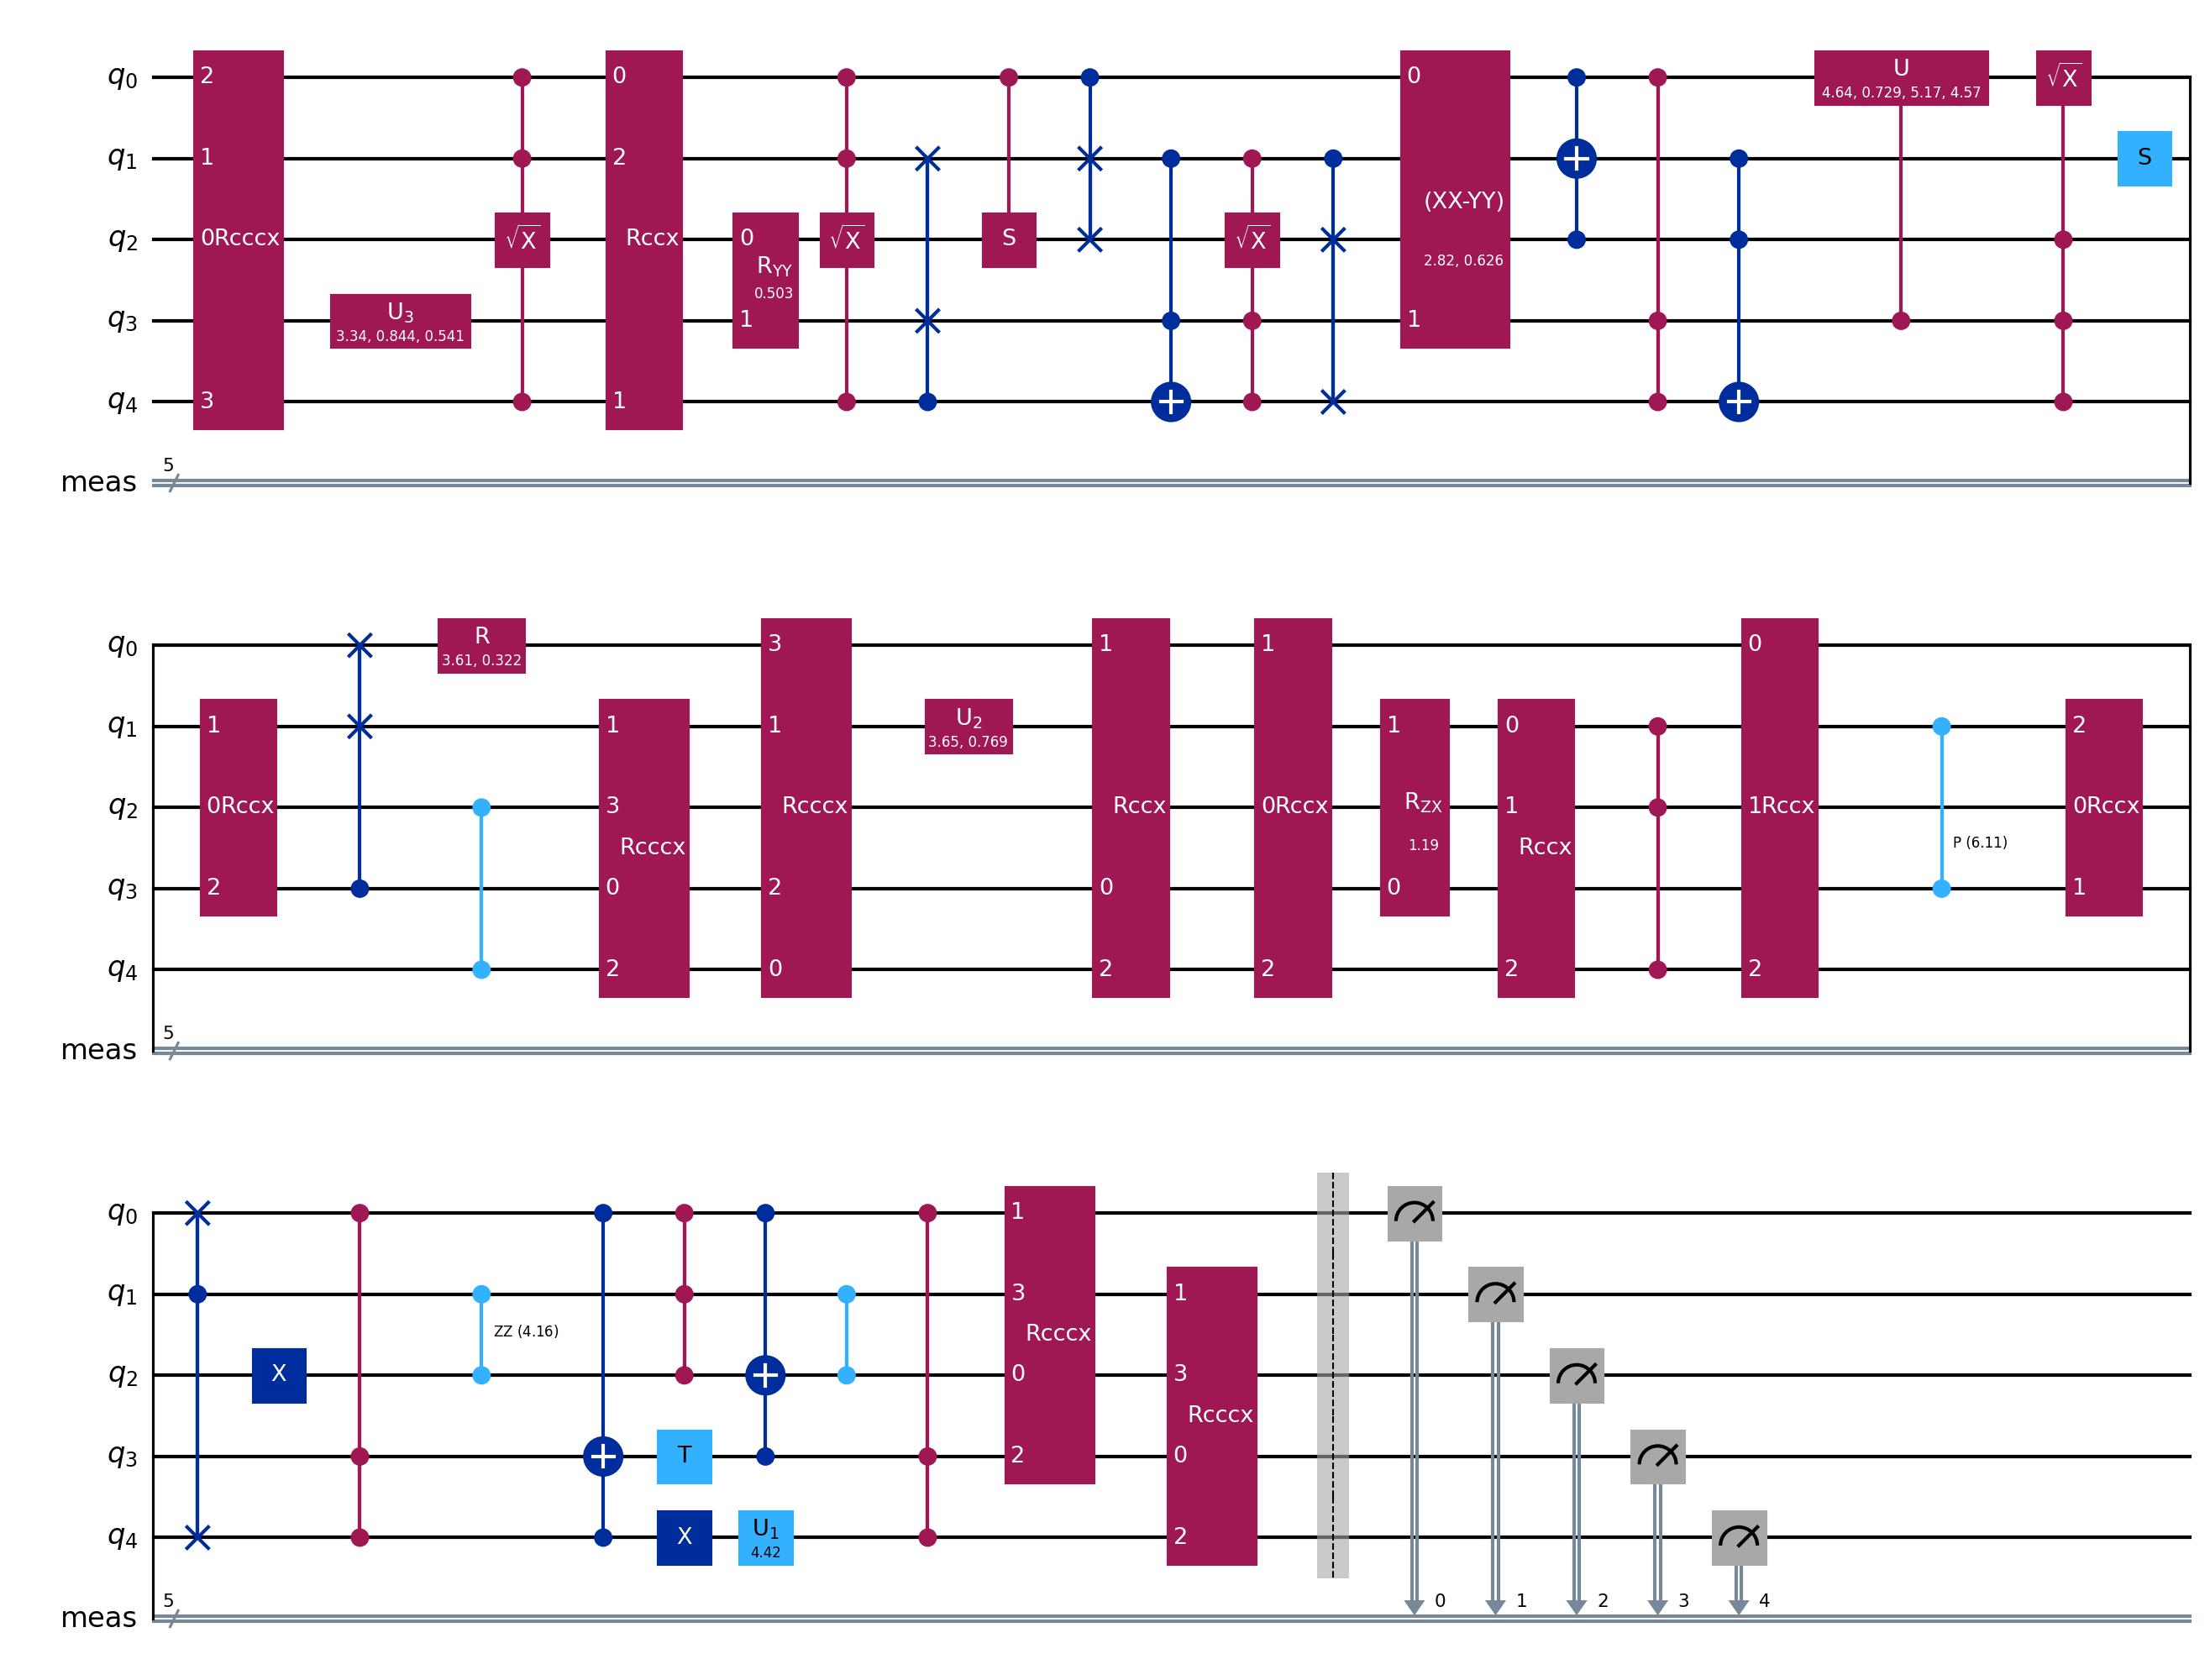 q0 2 0 0 U √X
4.64, 0.729, 5.17, 4.57
q1 1 2 S
(XX-YY)
q2 0Rcccx √X Rccx 0 √X S √X 2.82, 0.626
RYY
0.503
q3 U3 1 1
3.34, 0.844, 0.541
q4 3 1
5
meas
q0 R 3 1 1 0
3.61, 0.322
q1 1 1 1 U2 1 0 2
3.65, 0.769
q2 0Rccx 3 Rcccx Rccx 0Rccx RZX 1 1Rccx 0Rccx
Rcccx 1.19 Rccx P (6.11)
q3 2 0 2 0 0 1
q4 2 0 2 2 2 2
5
meas
q0 1
q1 3 1
ZZ (4.16) Rcccx
q2 X 0 3
Rcccx
q3 T 2 0
q4 X U1 2
4.42
5 0 1 2 3 4
meas